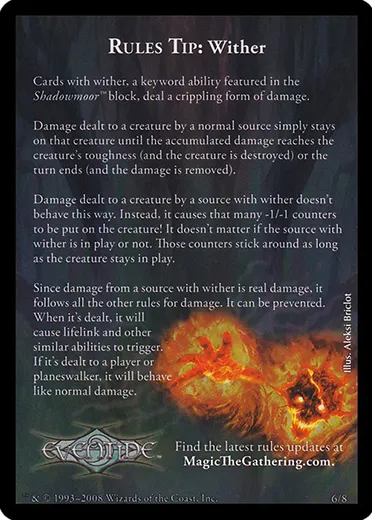 RULES TIP: Wither
Cards with wither, a keyword ability featured in the
Shadowmoor™ block, deal a crippling form of damage.
Damage dealt to a creature by a normal source simply stays
on that creature until the accumulated damage reaches the
creature's toughness (and the creature is destroyed) or the
turn ends (and the damage is removed).
Damage dealt to a creature by a source with wither doesn't
behave this way. Instead, it causes that many -1/-1 counters
to be put on the creature! It doesn't matter if the source with
wither is in play or not. Those counters stick around as long
as the creature stays in play.
Since damage from a source with wither is real damage, it
follows all the other rules for damage. It can be prevented.
When it's dealt, it will
cause lifelink and other
similar abilities to trigger.
If it's dealt to a player or
planeswalker, it will behave
like normal damage.
Illus. Aleksi Briclot
EVENTIDE
Find the latest rules updates at
MagicTheGathering.com.
™ & © 1993–2008 Wizards of the Coast, Inc.
6/8